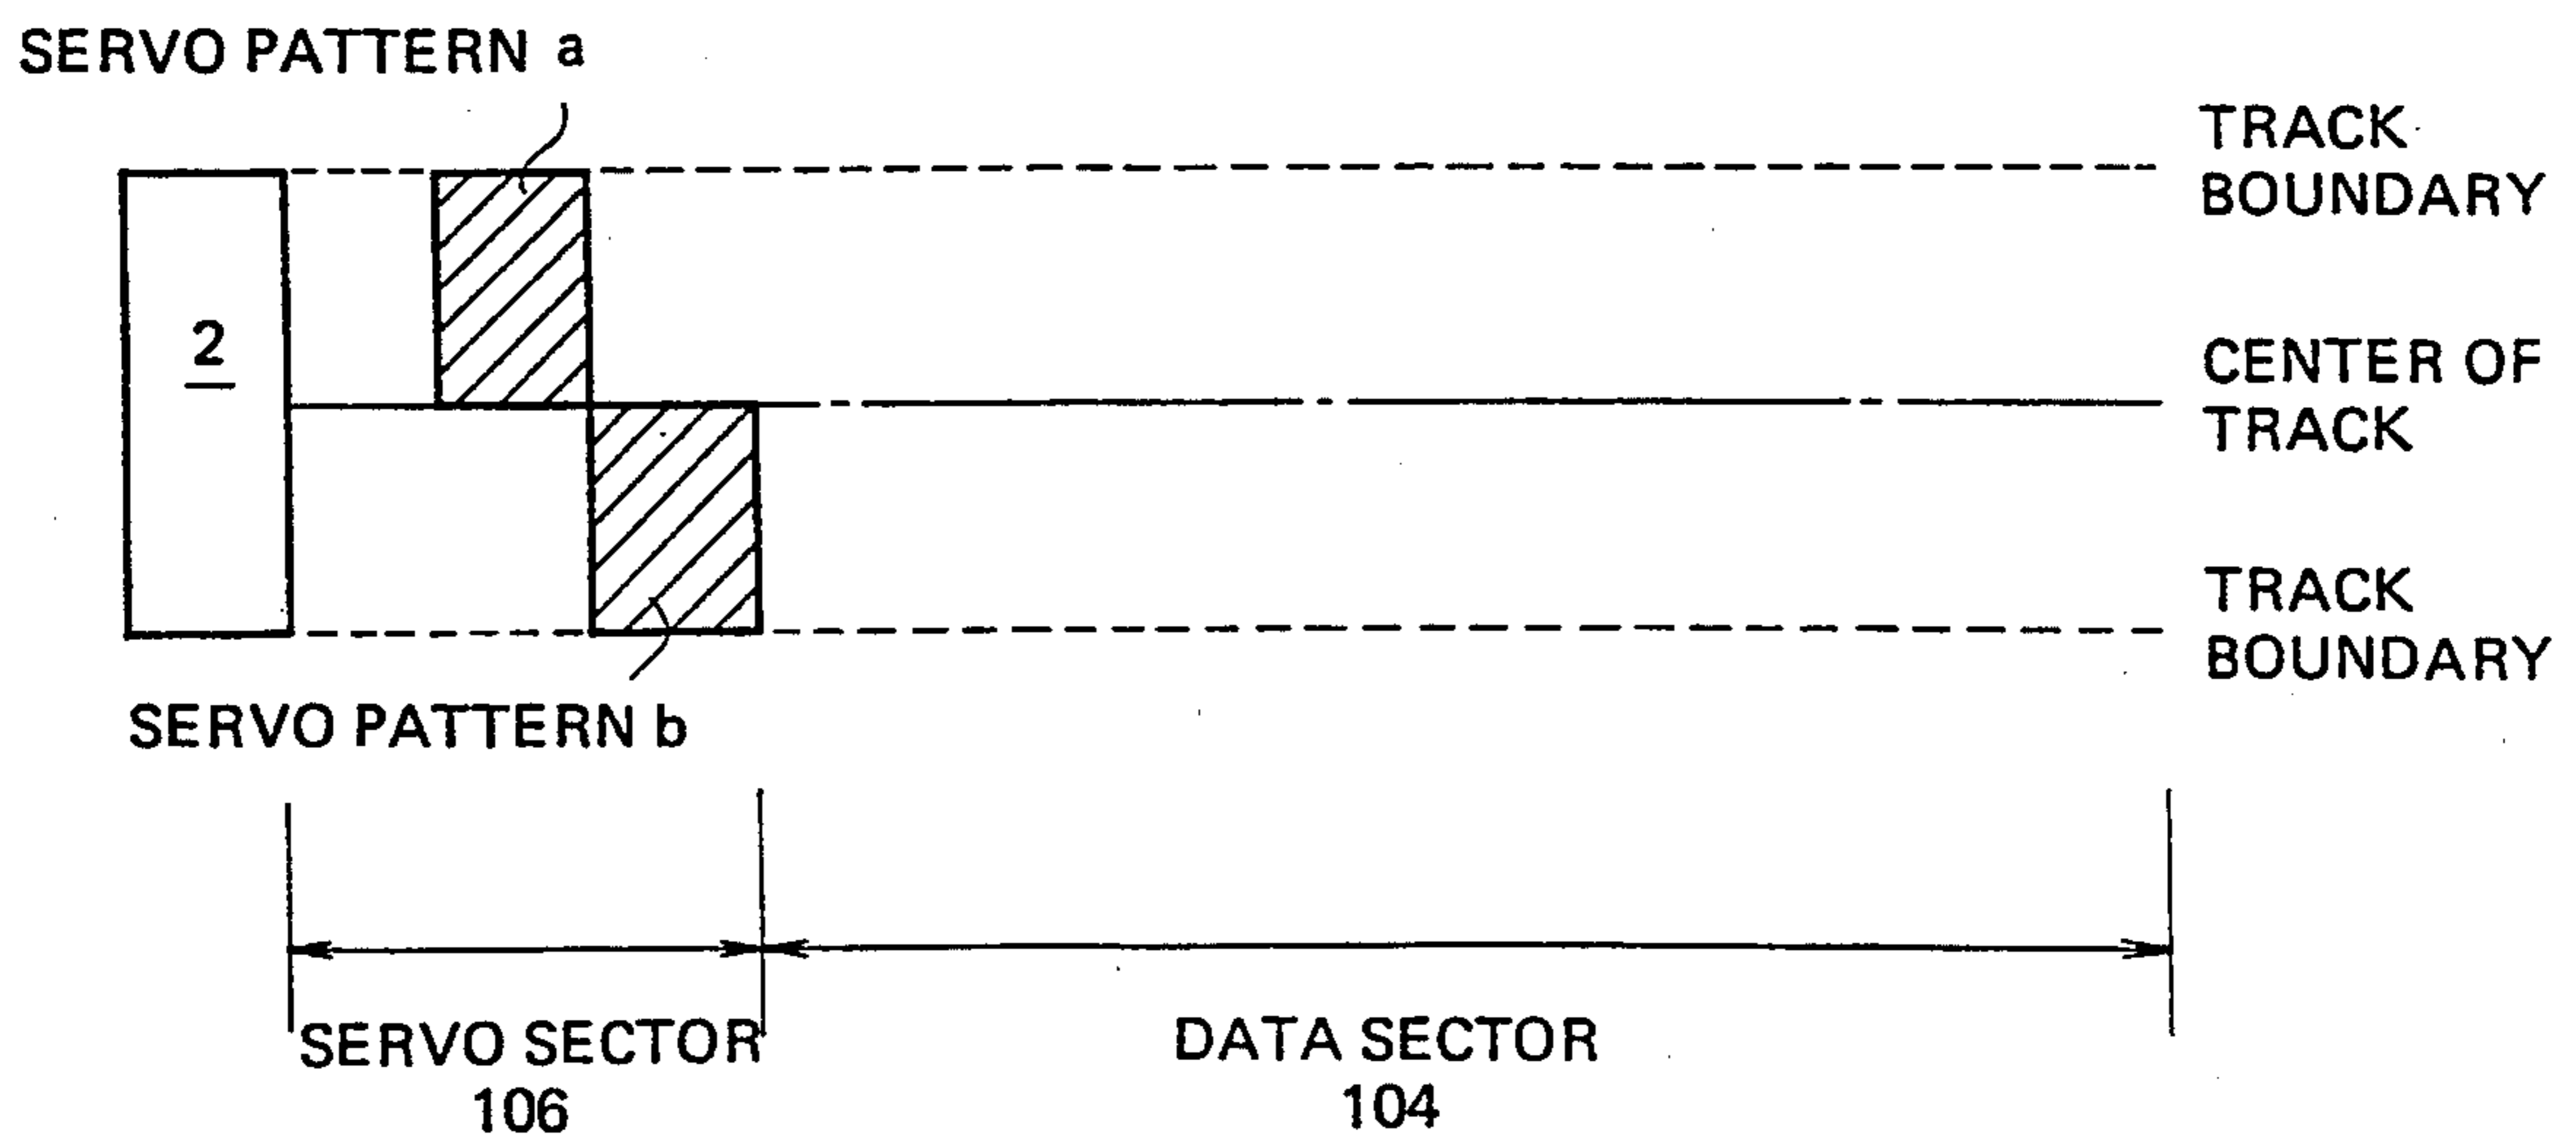 SERVO PATTERN a
TRACK
BOUNDARY
2
CENTER OF
TRACK
TRACK
BOUNDARY
SERVO PATTERN b
SERVO SECTOR
106
DATA SECTOR
104